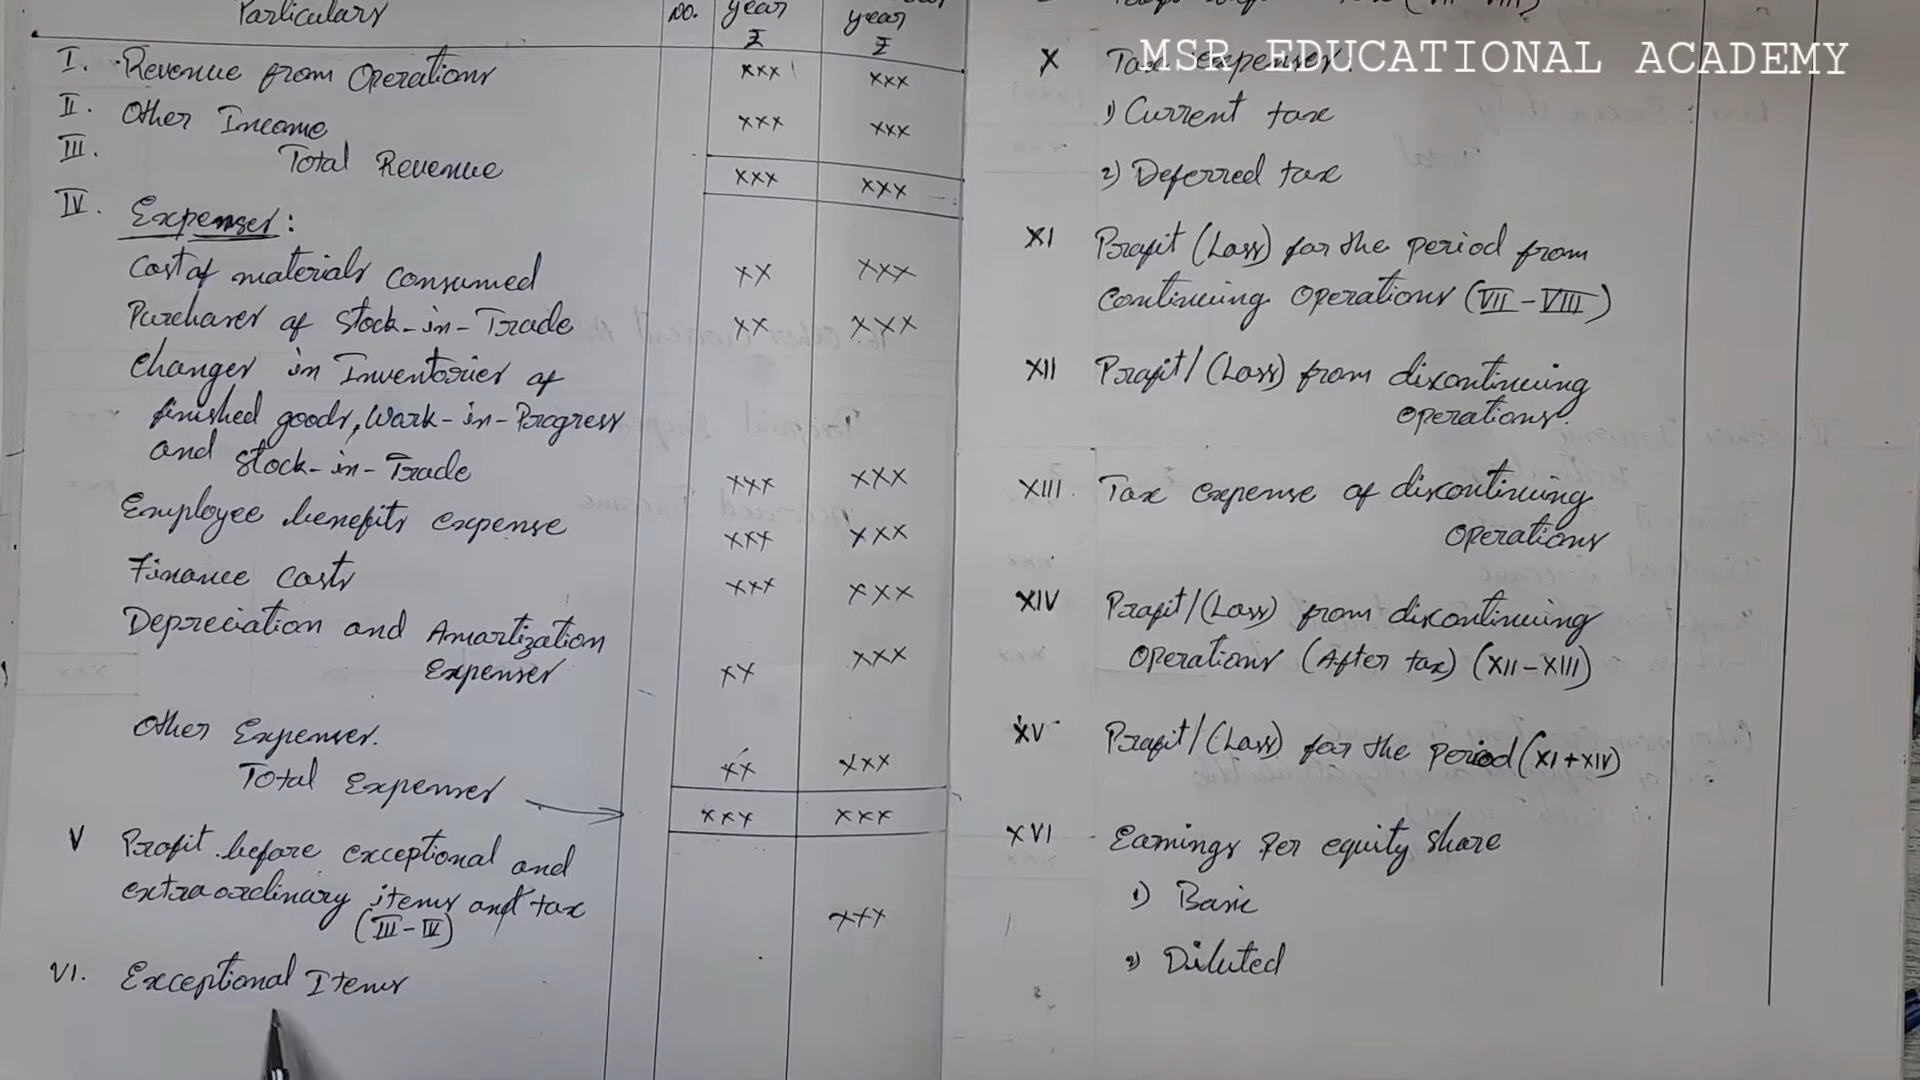 Particulars No. year year
₹ ₹
I. Revenue from Operations xxx xxx
II. Other Income xxx xxx
III. Total Revenue xxx xxx
IV. Expenses:
Cost of materials consumed xx xxx
Purchases of Stock-in-Trade xx xxx
Changes in Inventories of
finished goods, Work-in-Progress
and Stock-in-Trade xxx xxx
Employee benefits expense xxx xxx
Finance Costs xxx xxx
Depreciation and Amortization
Expenses xx xxx
Other Expenses. xx xxx
Total Expenses xxx xxx
V Profit before exceptional and
extraordinary items and tax
(III-IV) xxx
VI. Exceptional Items
MSR EDUCATIONAL ACADEMY
X Tax expenses.
1) Current tax
2) Deferred tax
XI Profit (Loss) for the period from
Continuing Operations (VII-VIII)
XII Profit/(Loss) from discontinuing
operations.
XIII. Tax expense of discontinuing
operations
XIV Profit/(Loss) from discontinuing
Operations (After tax) (XII-XIII)
XV Profit/(Loss) for the Period (XI+XIV)
XVI Earnings Per equity share
1) Basic
2) Diluted